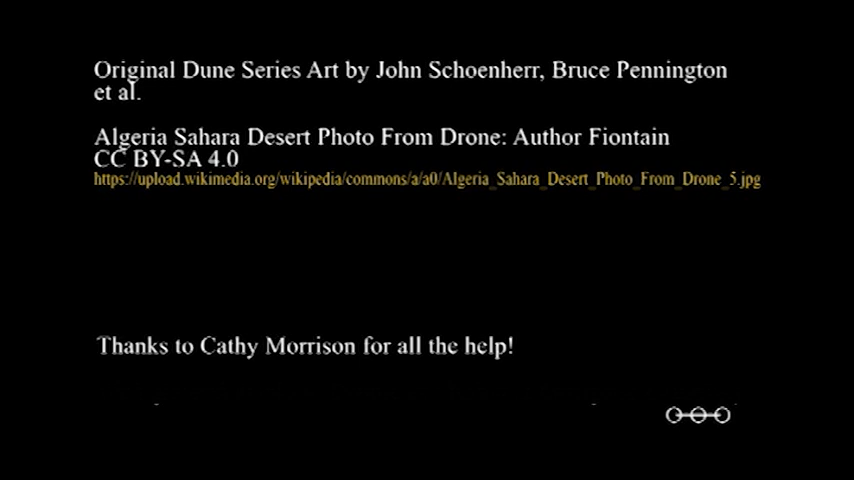 Original Dune Series Art by John Schoenherr, Bruce Pennington
et al.
Algeria Sahara Desert Photo From Drone: Author Fiontain
CC BY-SA 4.0
https://upload.wikimedia.org/wikipedia/commons/a/a0/Algeria_Sahara_Desert_Photo_From_Drone_5.jpg
Thanks to Cathy Morrison for all the help!